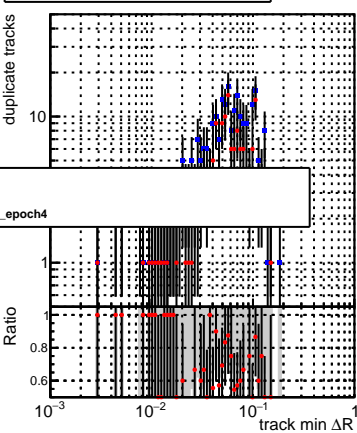 duplicate tracks
10
_epoch4
1
Ratio
1
0.8
0.6
10⁻³ 10⁻² 10⁻¹ 1
track min ΔR